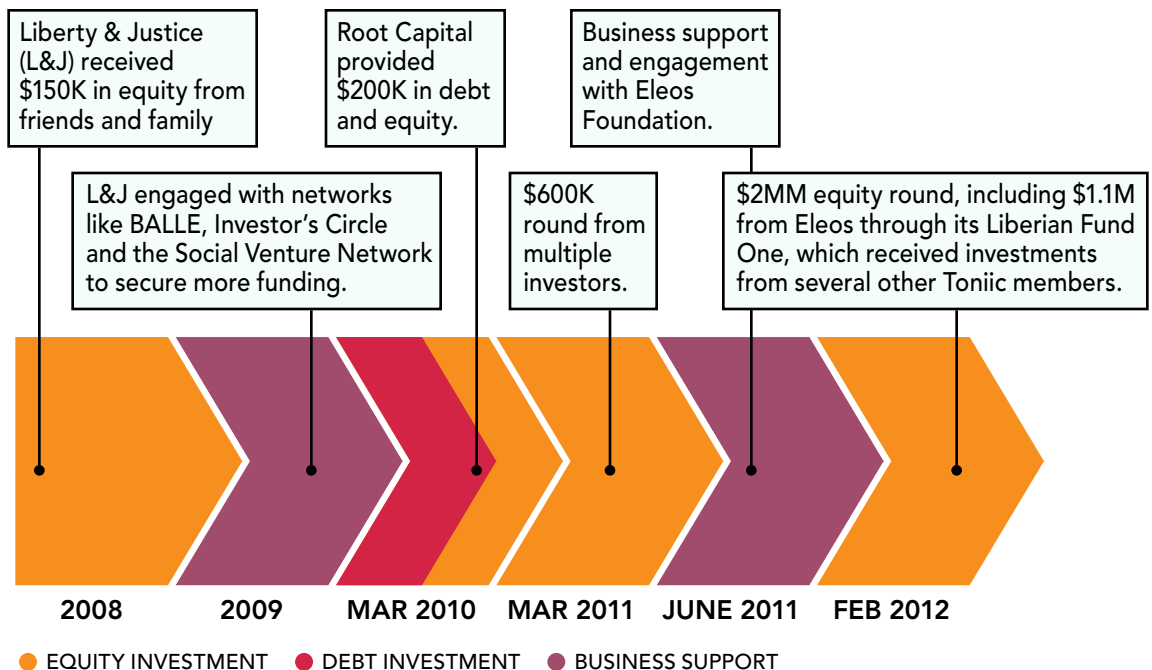 Liberty & Justice
(L&J) received
$150K in equity from
friends and family
Root Capital
provided
$200K in debt
and equity.
Business support
and engagement
with Eleos
Foundation.
L&J engaged with networks
like BALLE, Investor's Circle
and the Social Venture Network
to secure more funding.
$600K
round from
multiple
investors.
$2MM equity round, including $1.1M
from Eleos through its Liberian Fund
One, which received investments
from several other Toniic members.
2008
2009
MAR 2010
MAR 2011
JUNE 2011
FEB 2012
EQUITY INVESTMENT
DEBT INVESTMENT
BUSINESS SUPPORT